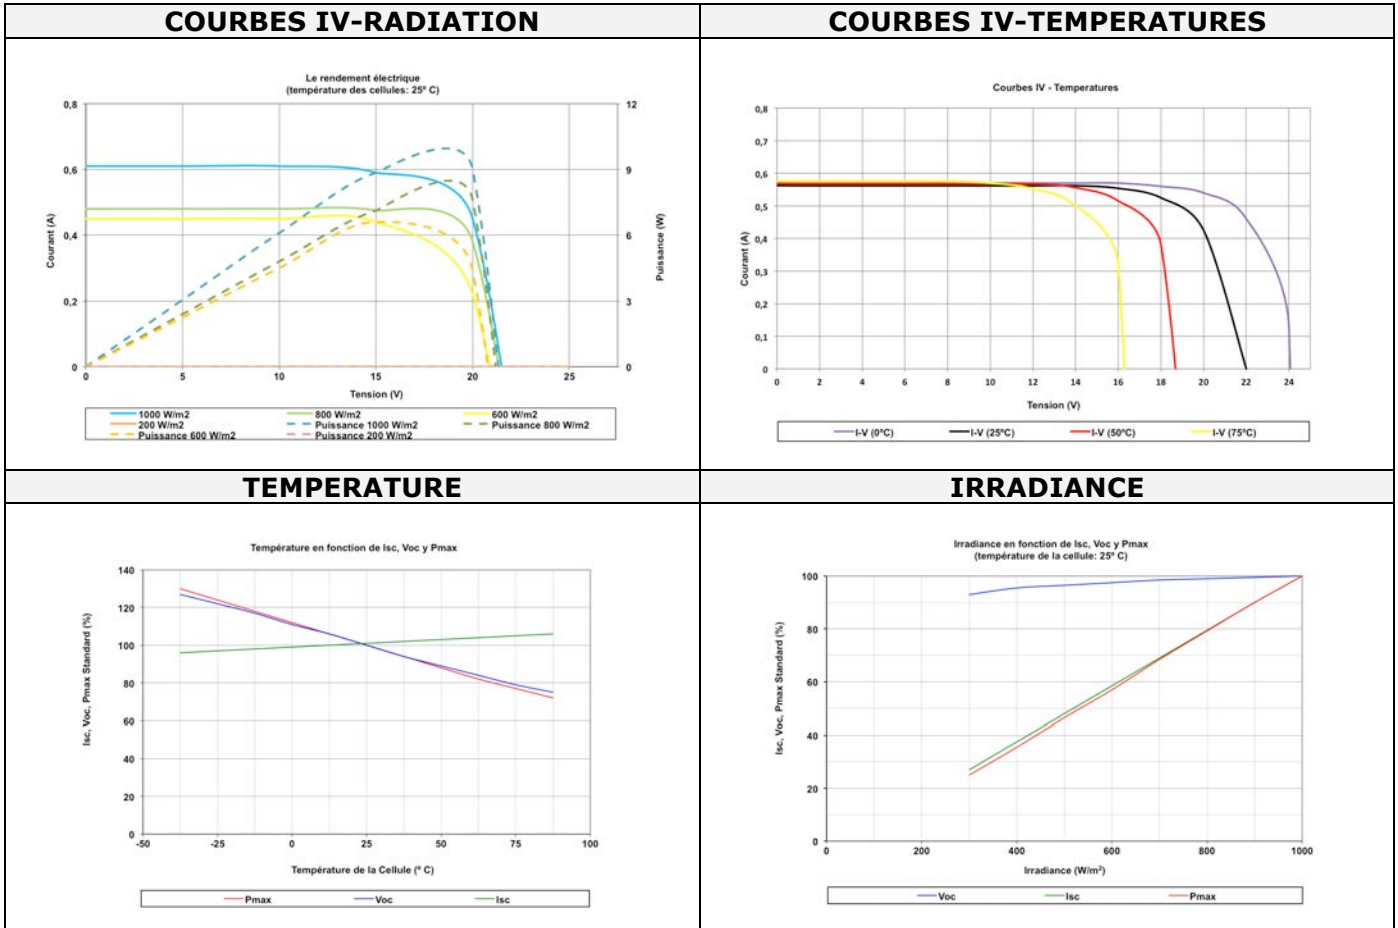 COURBES IV-RADIATION
COURBES IV-TEMPERATURES
Le rendement électrique
(température des cellules: 25º C)
0,8
0,6
0,4
0,2
0
12
9
6
3
0
Courant (A)
Puissance (W)
0 5 10 15 20 25
Tension (V)
1000 W/m2 800 W/m2 600 W/m2
200 W/m2 Puissance 1000 W/m2 Puissance 800 W/m2
Puissance 600 W/m2 Puissance 200 W/m2
Courbes IV - Temperatures
0,8
0,7
0,6
0,5
0,4
0,3
0,2
0,1
0
Courant (A)
0 2 4 6 8 10 12 14 16 18 20 22 24
Tension (V)
I-V (0ºC) I-V (25ºC) I-V (50ºC) I-V (75ºC)
TEMPERATURE
IRRADIANCE
Température en fonction de Isc, Voc y Pmax
140
120
100
80
60
40
20
0
Isc, Voc, Pmax Standard (%)
-50 -25 0 25 50 75 100
Température de la Cellule (º C)
Pmax Voc Isc
Irradiance en fonction de Isc, Voc y Pmax
(température de la cellule: 25º C)
100
80
60
40
20
0
Isc, Voc, Pmax Standard (%)
0 200 400 600 800 1000
Irradiance (W/m²)
Voc Isc Pmax